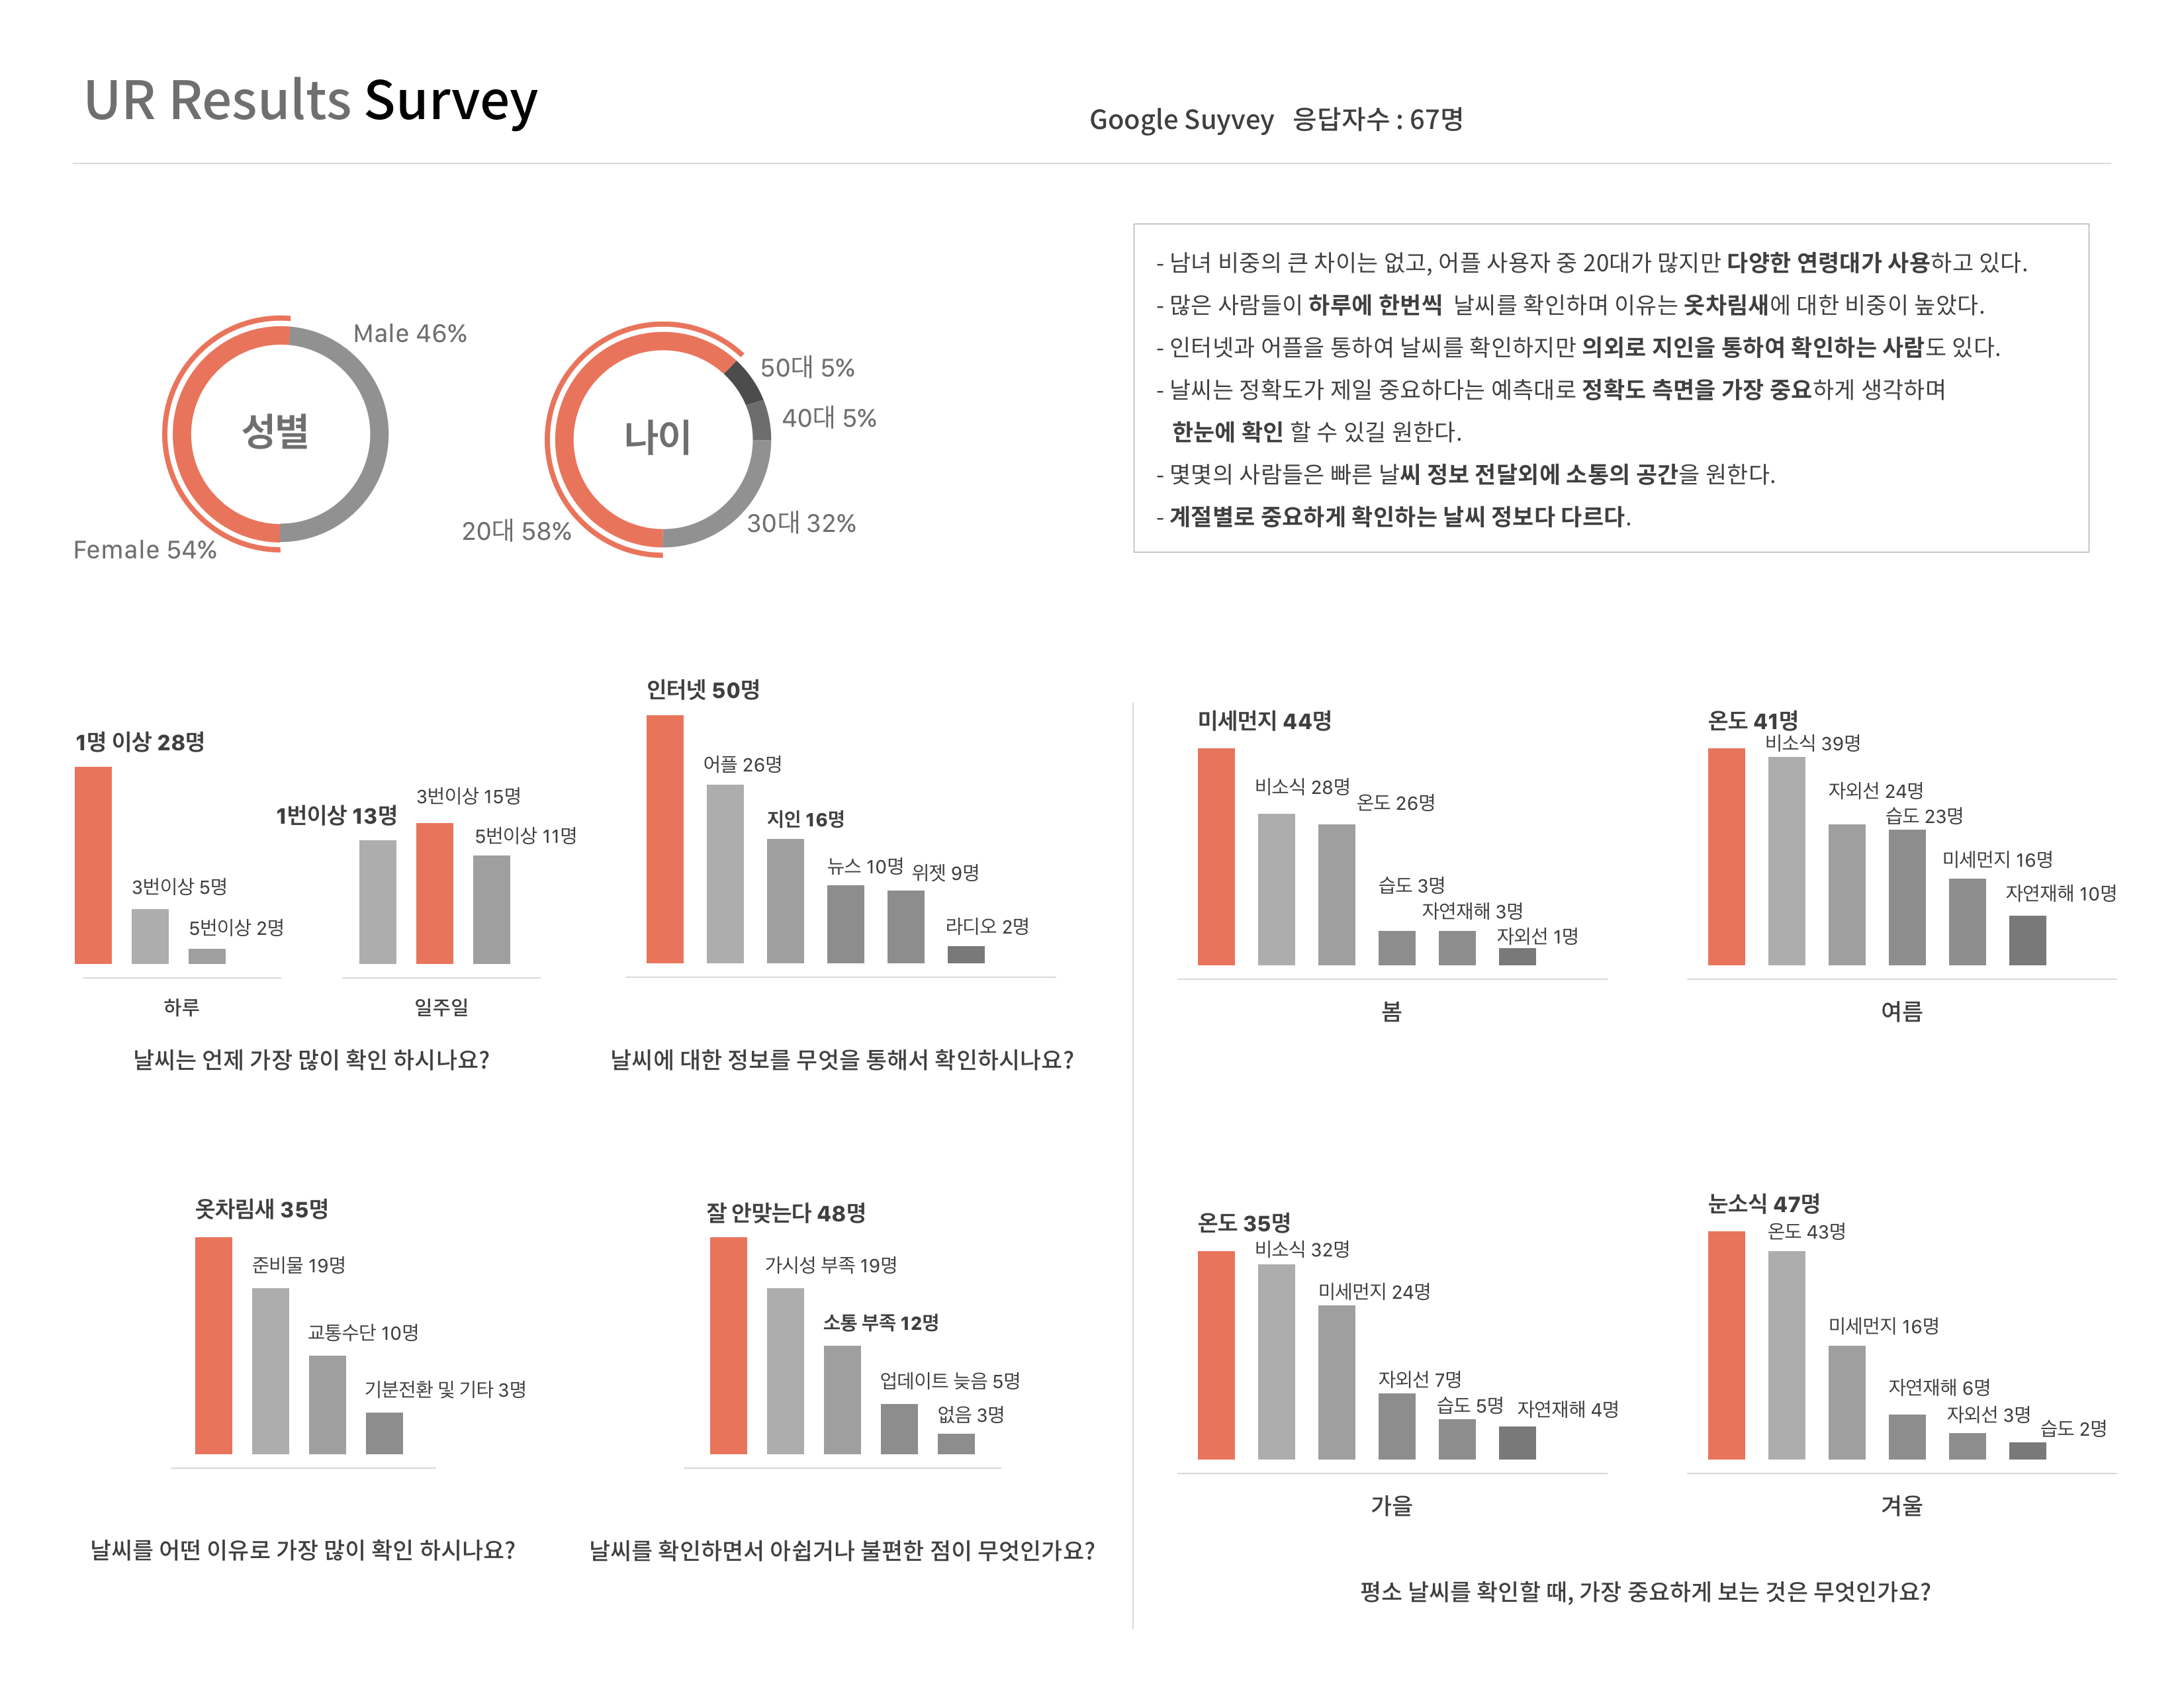 UR Results Survey
Google Suyvey 응답자수 : 67명
성별
Male 46%
Female 54%
나이
50대 5%
40대 5%
30대 32%
20대 58%
- 남녀 비중의 큰 차이는 없고, 어플 사용자 중 20대가 많지만 다양한 연령대가 사용하고 있다.
- 많은 사람들이 하루에 한번씩 날씨를 확인하며 이유는 옷차림새에 대한 비중이 높았다.
- 인터넷과 어플을 통하여 날씨를 확인하지만 의외로 지인을 통하여 확인하는 사람도 있다.
- 날씨는 정확도가 제일 중요하다는 예측대로 정확도 측면을 가장 중요하게 생각하며
한눈에 확인 할 수 있길 원한다.
- 몇몇의 사람들은 빠른 날씨 정보 전달외에 소통의 공간을 원한다.
- 계절별로 중요하게 확인하는 날씨 정보다 다르다.
1명 이상 28명
3번이상 5명
5번이상 2명
하루
1번이상 13명
3번이상 15명
5번이상 11명
일주일
날씨는 언제 가장 많이 확인 하시나요?
인터넷 50명
어플 26명
지인 16명
뉴스 10명
위젯 9명
라디오 2명
날씨에 대한 정보를 무엇을 통해서 확인하시나요?
옷차림새 35명
준비물 19명
교통수단 10명
기분전환 및 기타 3명
날씨를 어떤 이유로 가장 많이 확인 하시나요?
잘 안맞는다 48명
가시성 부족 19명
소통 부족 12명
업데이트 늦음 5명
없음 3명
날씨를 확인하면서 아쉽거나 불편한 점이 무엇인가요?
미세먼지 44명
비소식 28명
온도 26명
습도 3명
자연재해 3명
자외선 1명
봄
온도 41명
비소식 39명
자외선 24명
습도 23명
미세먼지 16명
자연재해 10명
여름
온도 35명
비소식 32명
미세먼지 24명
자외선 7명
습도 5명
자연재해 4명
가을
눈소식 47명
온도 43명
미세먼지 16명
자연재해 6명
자외선 3명
습도 2명
겨울
평소 날씨를 확인할 때, 가장 중요하게 보는 것은 무엇인가요?